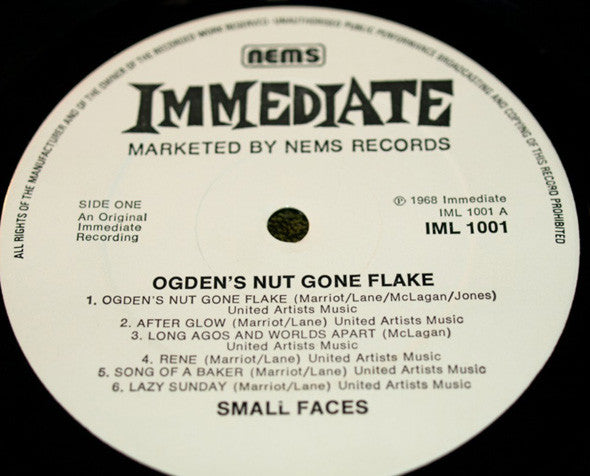 ALL RIGHTS OF THE MANUFACTURER AND OF THE OWNER OF THE RECORDED WORK RESERVED UNAUTHORISED PUBLIC PERFORMANCE BROADCASTING AND COPYING OF THIS RECORD PROHIBITED
nems
IMMEDIATE
MARKETED BY NEMS RECORDS
SIDE ONE
An Original
Immediate
Recording
℗ 1968 Immediate
IML 1001 A
IML 1001
OGDEN'S NUT GONE FLAKE
1. OGDEN'S NUT GONE FLAKE (Marriot/Lane/McLagan/Jones)
United Artists Music
2. AFTER GLOW (Marriot/Lane) United Artists Music
3. LONG AGOS AND WORLDS APART (McLagan)
United Artists Music
4. RENE (Marriot/Lane) United Artists Music
5. SONG OF A BAKER (Marriot/Lane) United Artists Music
6. LAZY SUNDAY (Marriot/Lane) United Artists Music
SMALL FACES